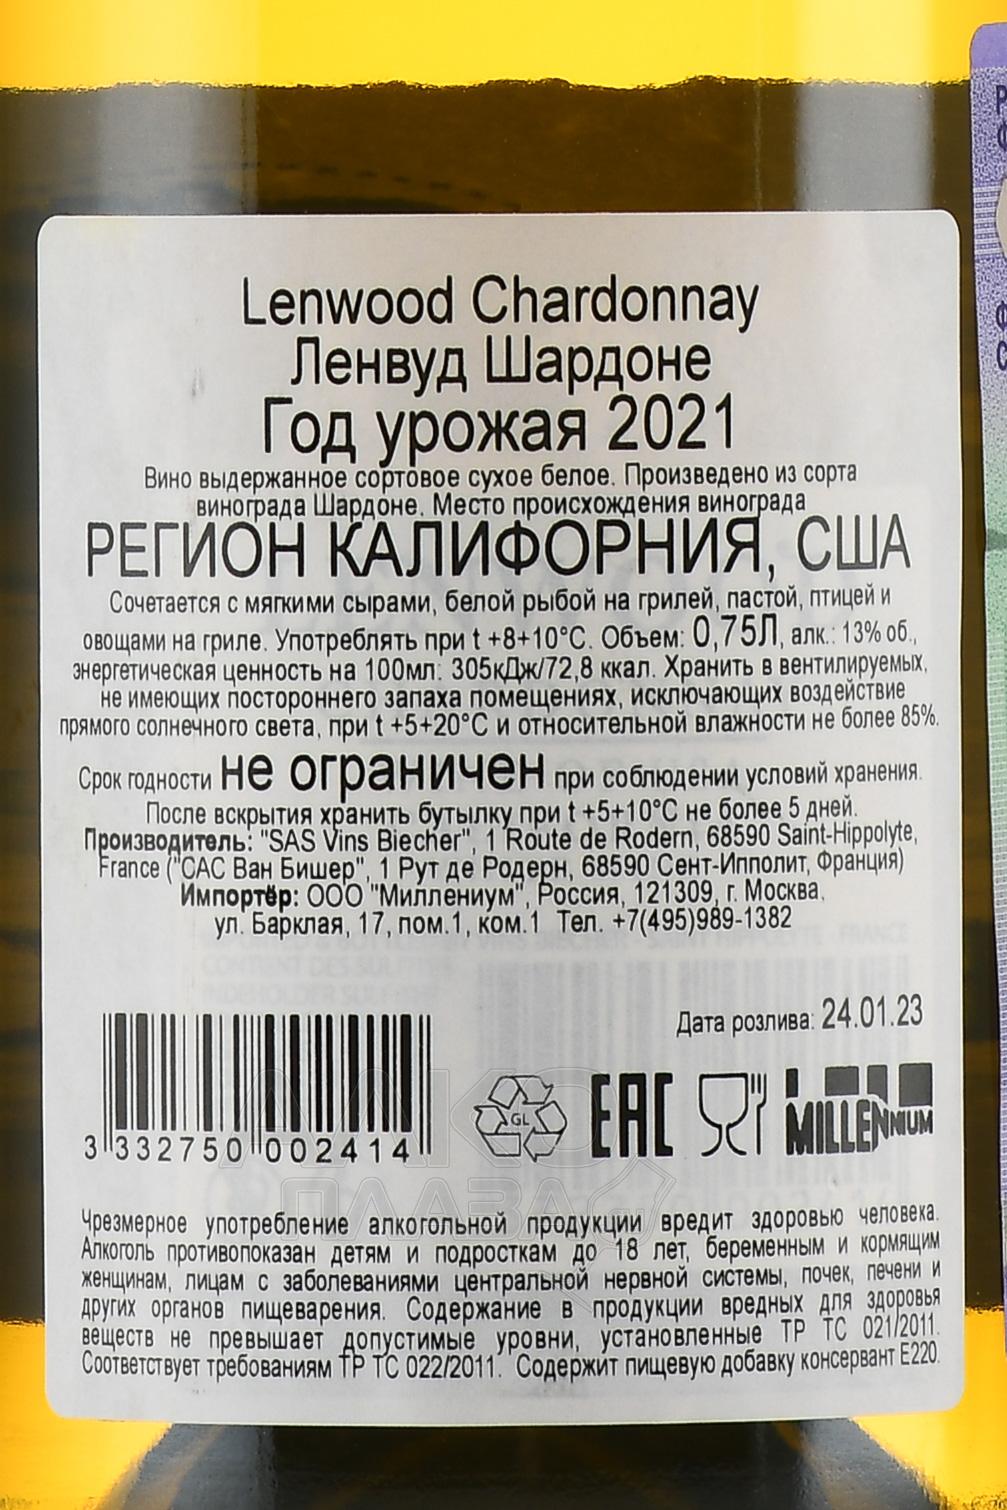 Lenwood Chardonnay
Ленвуд Шардоне
Год урожая 2021
Вино выдержанное сортовое сухое белое. Произведено из сорта
винограда Шардоне. Место происхождения винограда
РЕГИОН КАЛИФОРНИЯ, США
Сочетается с мягкими сырами, белой рыбой на грилей, пастой, птицей и
овощами на гриле. Употреблять при t +8+10°C. Объем: 0,75Л, алк.: 13% об.,
энергетическая ценность на 100мл: 305кДж/72,8 ккал. Хранить в вентилируемых,
не имеющих постороннего запаха помещениях, исключающих воздействие
прямого солнечного света, при t +5+20°C и относительной влажности не более 85%.
Срок годности не ограничен при соблюдении условий хранения.
После вскрытия хранить бутылку при t +5+10°C не более 5 дней.
Производитель: "SAS Vins Biecher", 1 Route de Rodern, 68590 Saint-Hippolyte,
France ("САС Ван Бишер", 1 Рут де Родерн, 68590 Сент-Ипполит, Франция)
Импортёр: ООО "Миллениум", Россия, 121309, г. Москва,
ул. Барклая, 17, пом.1, ком.1 Тел. +7(495)989-1382
Дата розлива: 24.01.23
3 332750 002414
GL
EAC
MILLENNIUM
АЛКО
ПЛАЗА.ru
Чрезмерное употребление алкогольной продукции вредит здоровью человека.
Алкоголь противопоказан детям и подросткам до 18 лет, беременным и кормящим
женщинам, лицам с заболеваниями центральной нервной системы, почек, печени и
других органов пищеварения. Содержание в продукции вредных для здоровья
веществ не превышает допустимые уровни, установленные ТР ТС 021/2011.
Соответствует требованиям ТР ТС 022/2011. Содержит пищевую добавку консервант Е220.